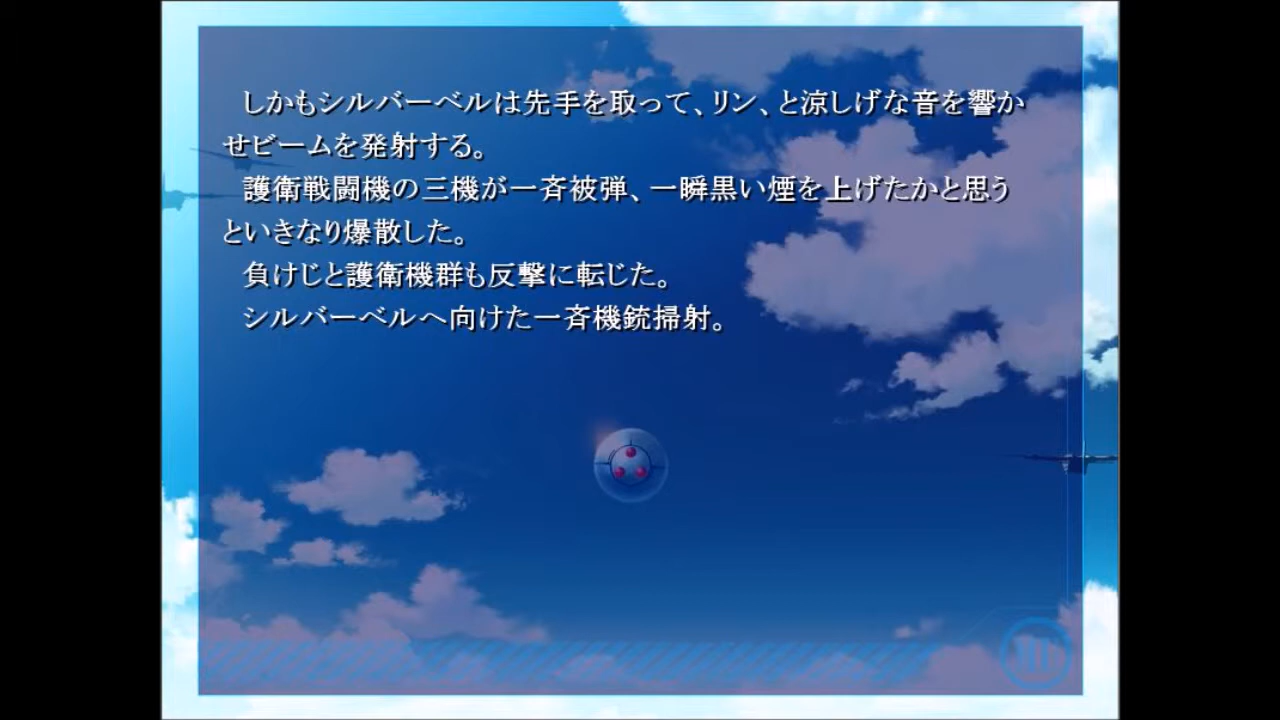 しかもシルバーベルは先手を取って、リン、と涼しげな音を響か
せビームを発射する。
護衛戦闘機の三機が一斉被弾、一瞬黒い煙を上げたかと思う
といきなり爆散した。
負けじと護衛機群も反撃に転じた。
シルバーベルへ向けた一斉機銃掃射。